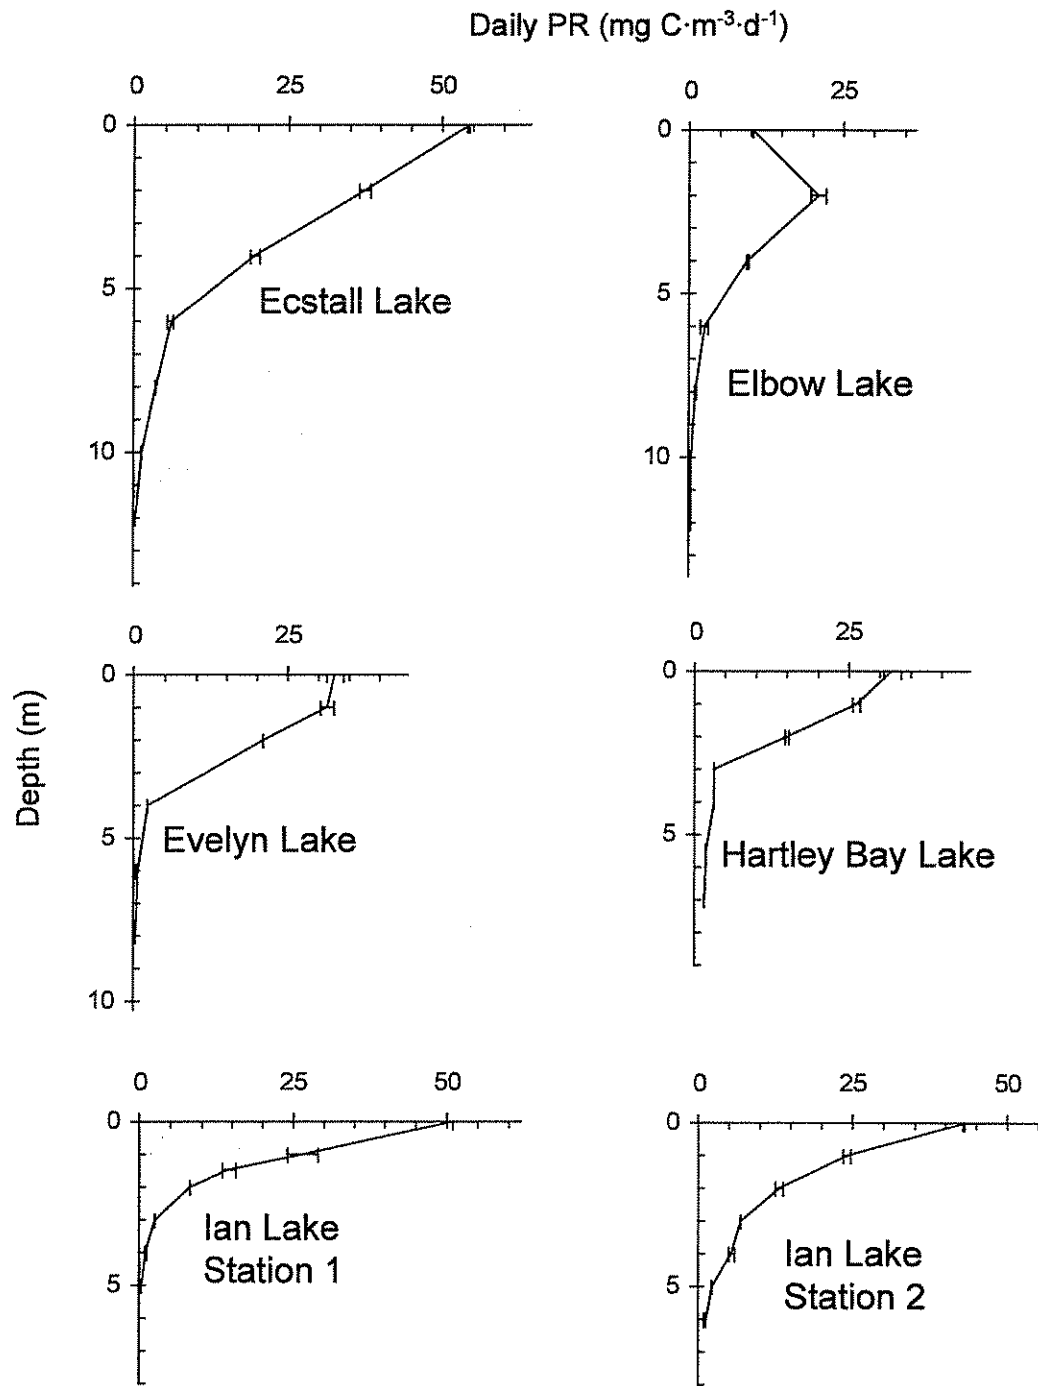 Daily PR (mg C·m⁻³·d⁻¹)
0 25 50
0
5
10
Ecstall Lake
0 25
0
5
10
Elbow Lake
Depth (m)
0 25
0
5
10
Evelyn Lake
0 25
0
5
Hartley Bay Lake
0 25 50
0
5
Ian Lake
Station 1
0 25 50
0
5
Ian Lake
Station 2